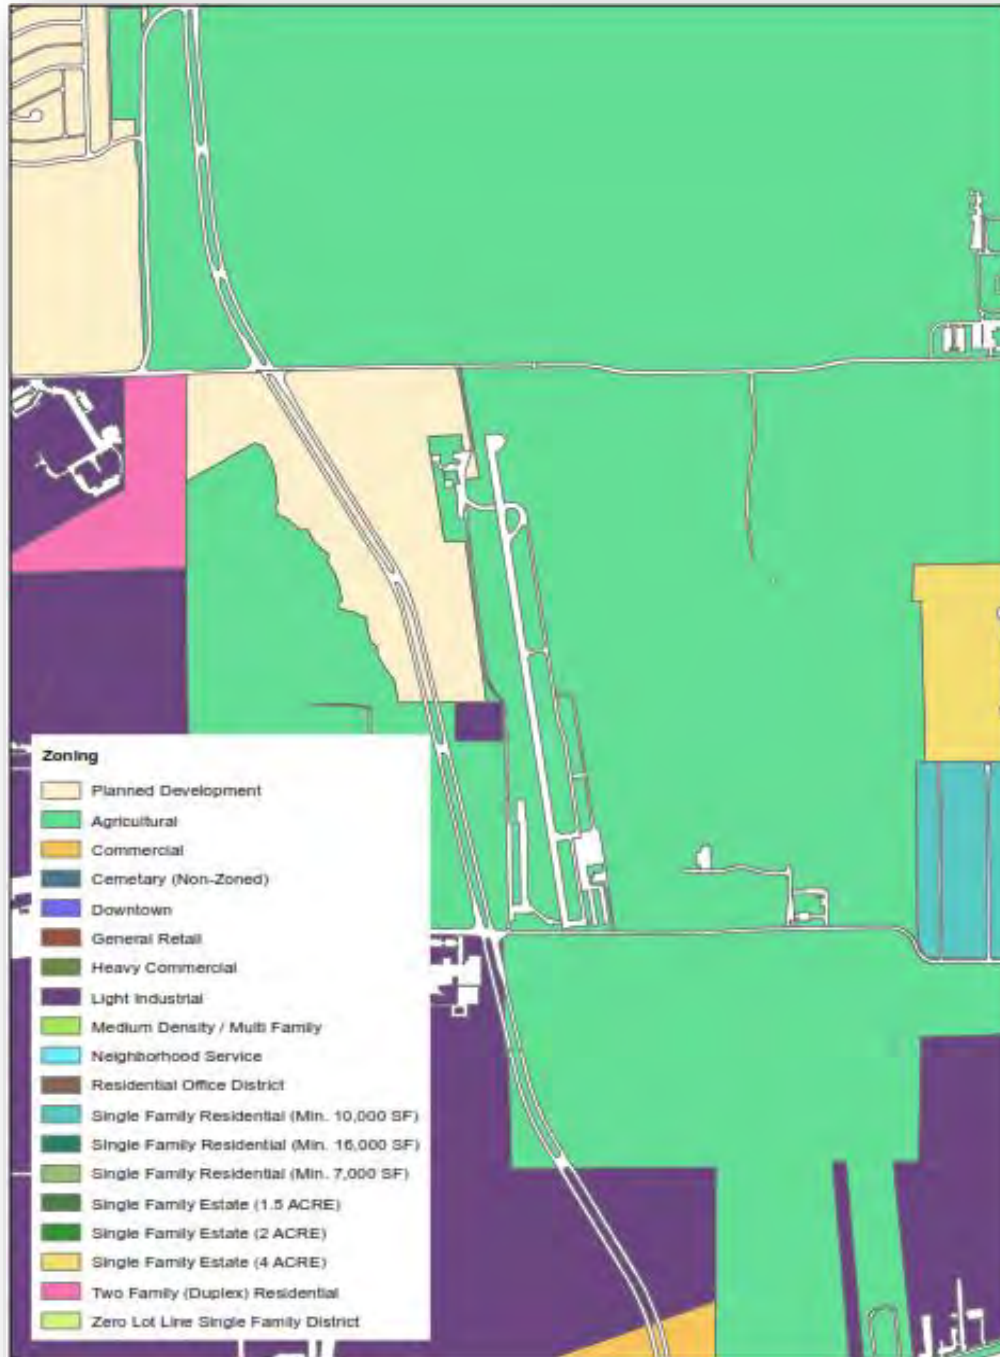 Zoning
Planned Development
Agricultural
Commercial
Cemetary (Non-Zoned)
Downtown
General Retail
Heavy Commercial
Light Industrial
Medium Density / Multi Family
Neighborhood Service
Residential Office District
Single Family Residential (Min. 10,000 SF)
Single Family Residential (Min. 16,000 SF)
Single Family Residential (Min. 7,000 SF)
Single Family Estate (1.5 ACRE)
Single Family Estate (2 ACRE)
Single Family Estate (4 ACRE)
Two Family (Duplex) Residential
Zero Lot Line Single Family District